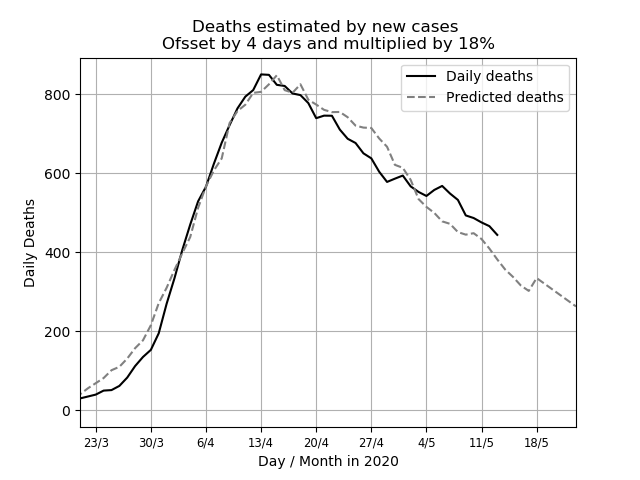 Deaths estimated by new cases
Ofsset by 4 days and multiplied by 18%
Daily deaths
Predicted deaths
800
600
400
200
0
Daily Deaths
23/3 30/3 6/4 13/4 20/4 27/4 4/5 11/5 18/5
Day / Month in 2020